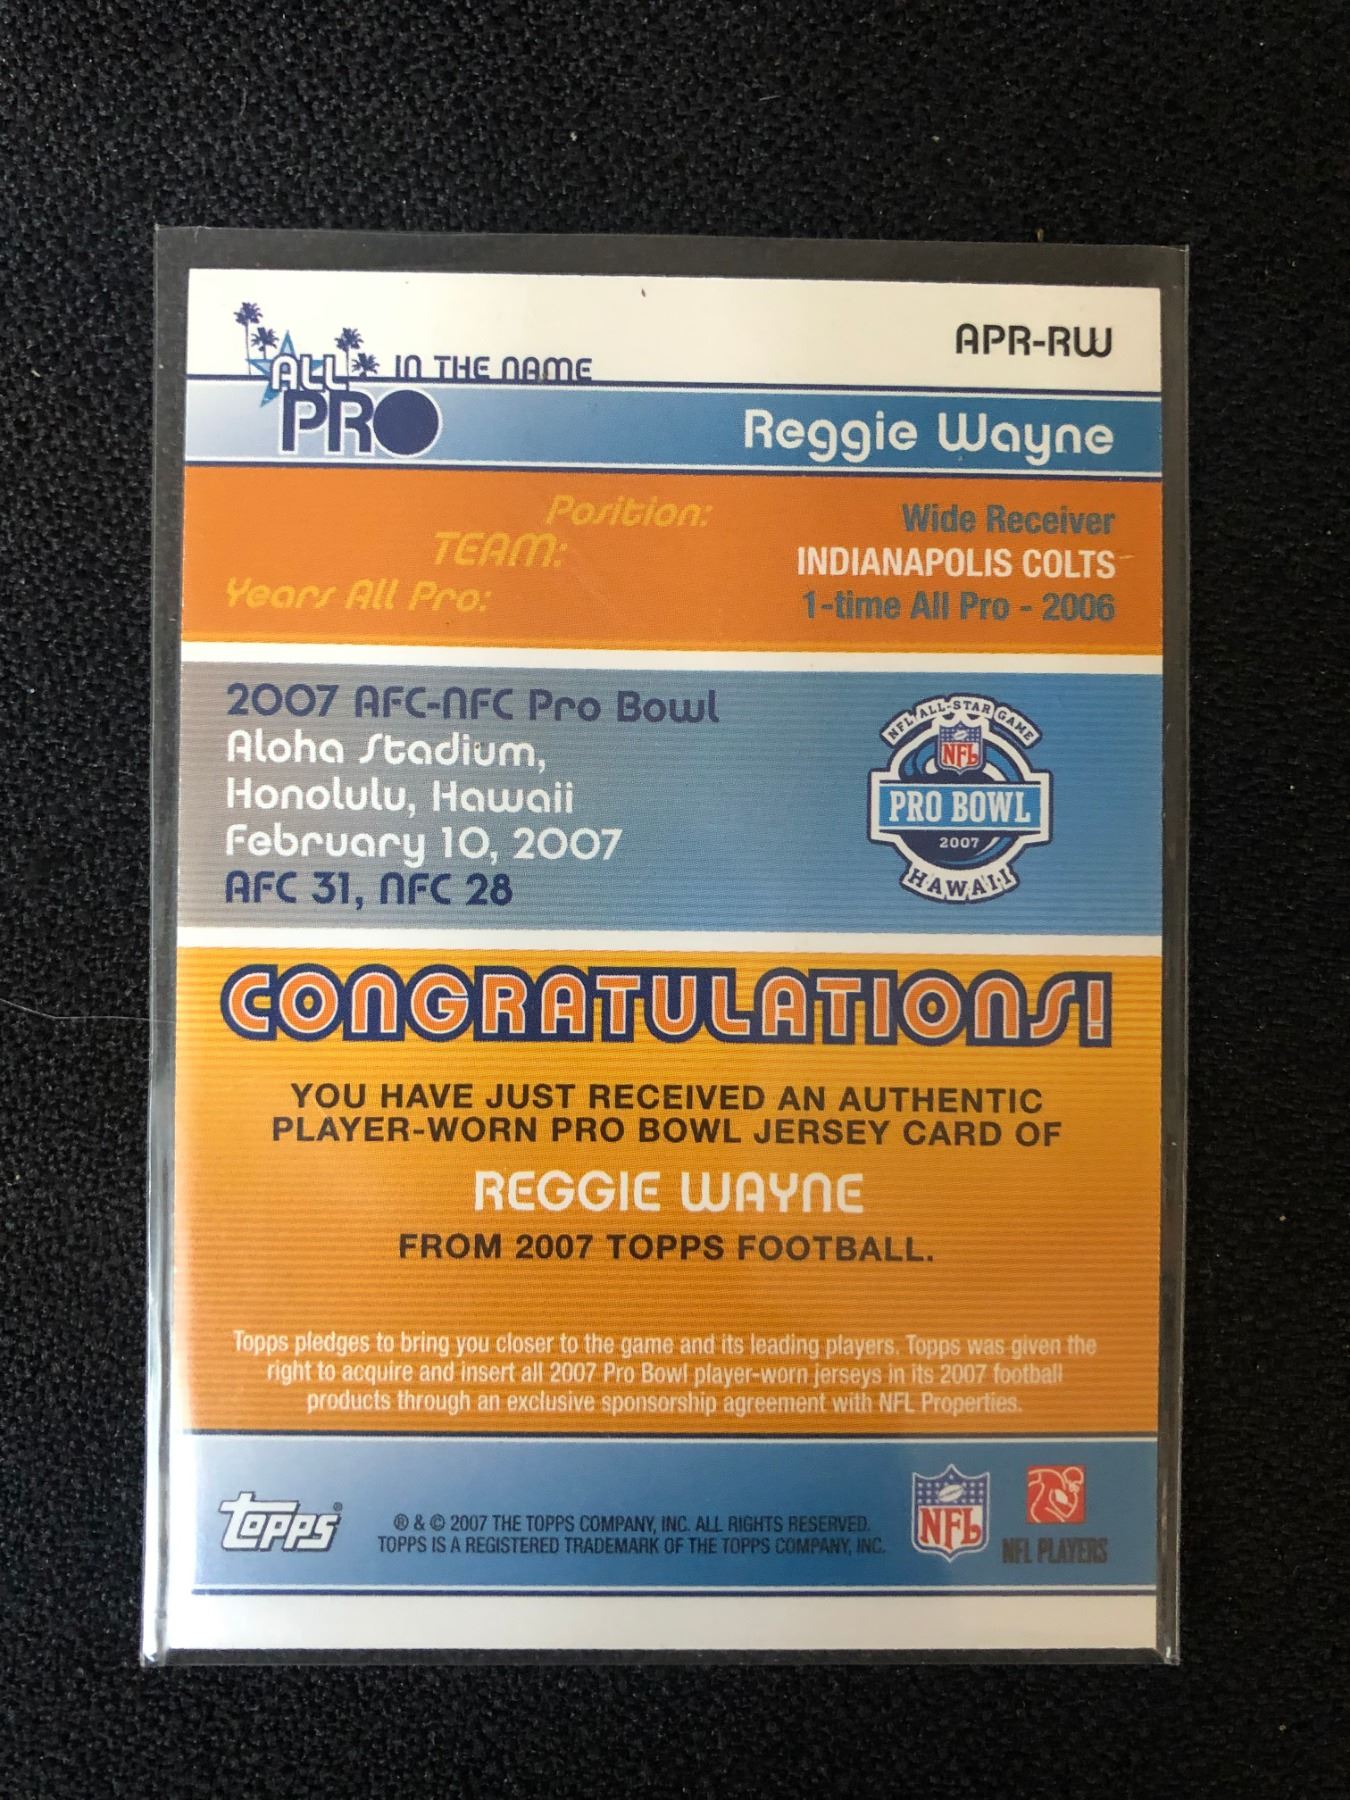 APR-RW
ALL IN THE NAME
PRO
Reggie Wayne
Position: Wide Receiver
TEAM: INDIANAPOLIS COLTS
Years All Pro: 1-time All Pro - 2006
2007 AFC-NFC Pro Bowl
Aloha Stadium,
Honolulu, Hawaii
February 10, 2007
AFC 31, NFC 28
NFL ALL-STAR GAME
NFL
PRO BOWL
2007
HAWAII
CONGRATULATIONS!
YOU HAVE JUST RECEIVED AN AUTHENTIC
PLAYER-WORN PRO BOWL JERSEY CARD OF
REGGIE WAYNE
FROM 2007 TOPPS FOOTBALL.
Topps pledges to bring you closer to the game and its leading players. Topps was given the
right to acquire and insert all 2007 Pro Bowl player-worn jerseys in its 2007 football
products through an exclusive sponsorship agreement with NFL Properties.
topps®
® & © 2007 THE TOPPS COMPANY, INC. ALL RIGHTS RESERVED.
TOPPS IS A REGISTERED TRADEMARK OF THE TOPPS COMPANY, INC.
NFL
NFL PLAYERS